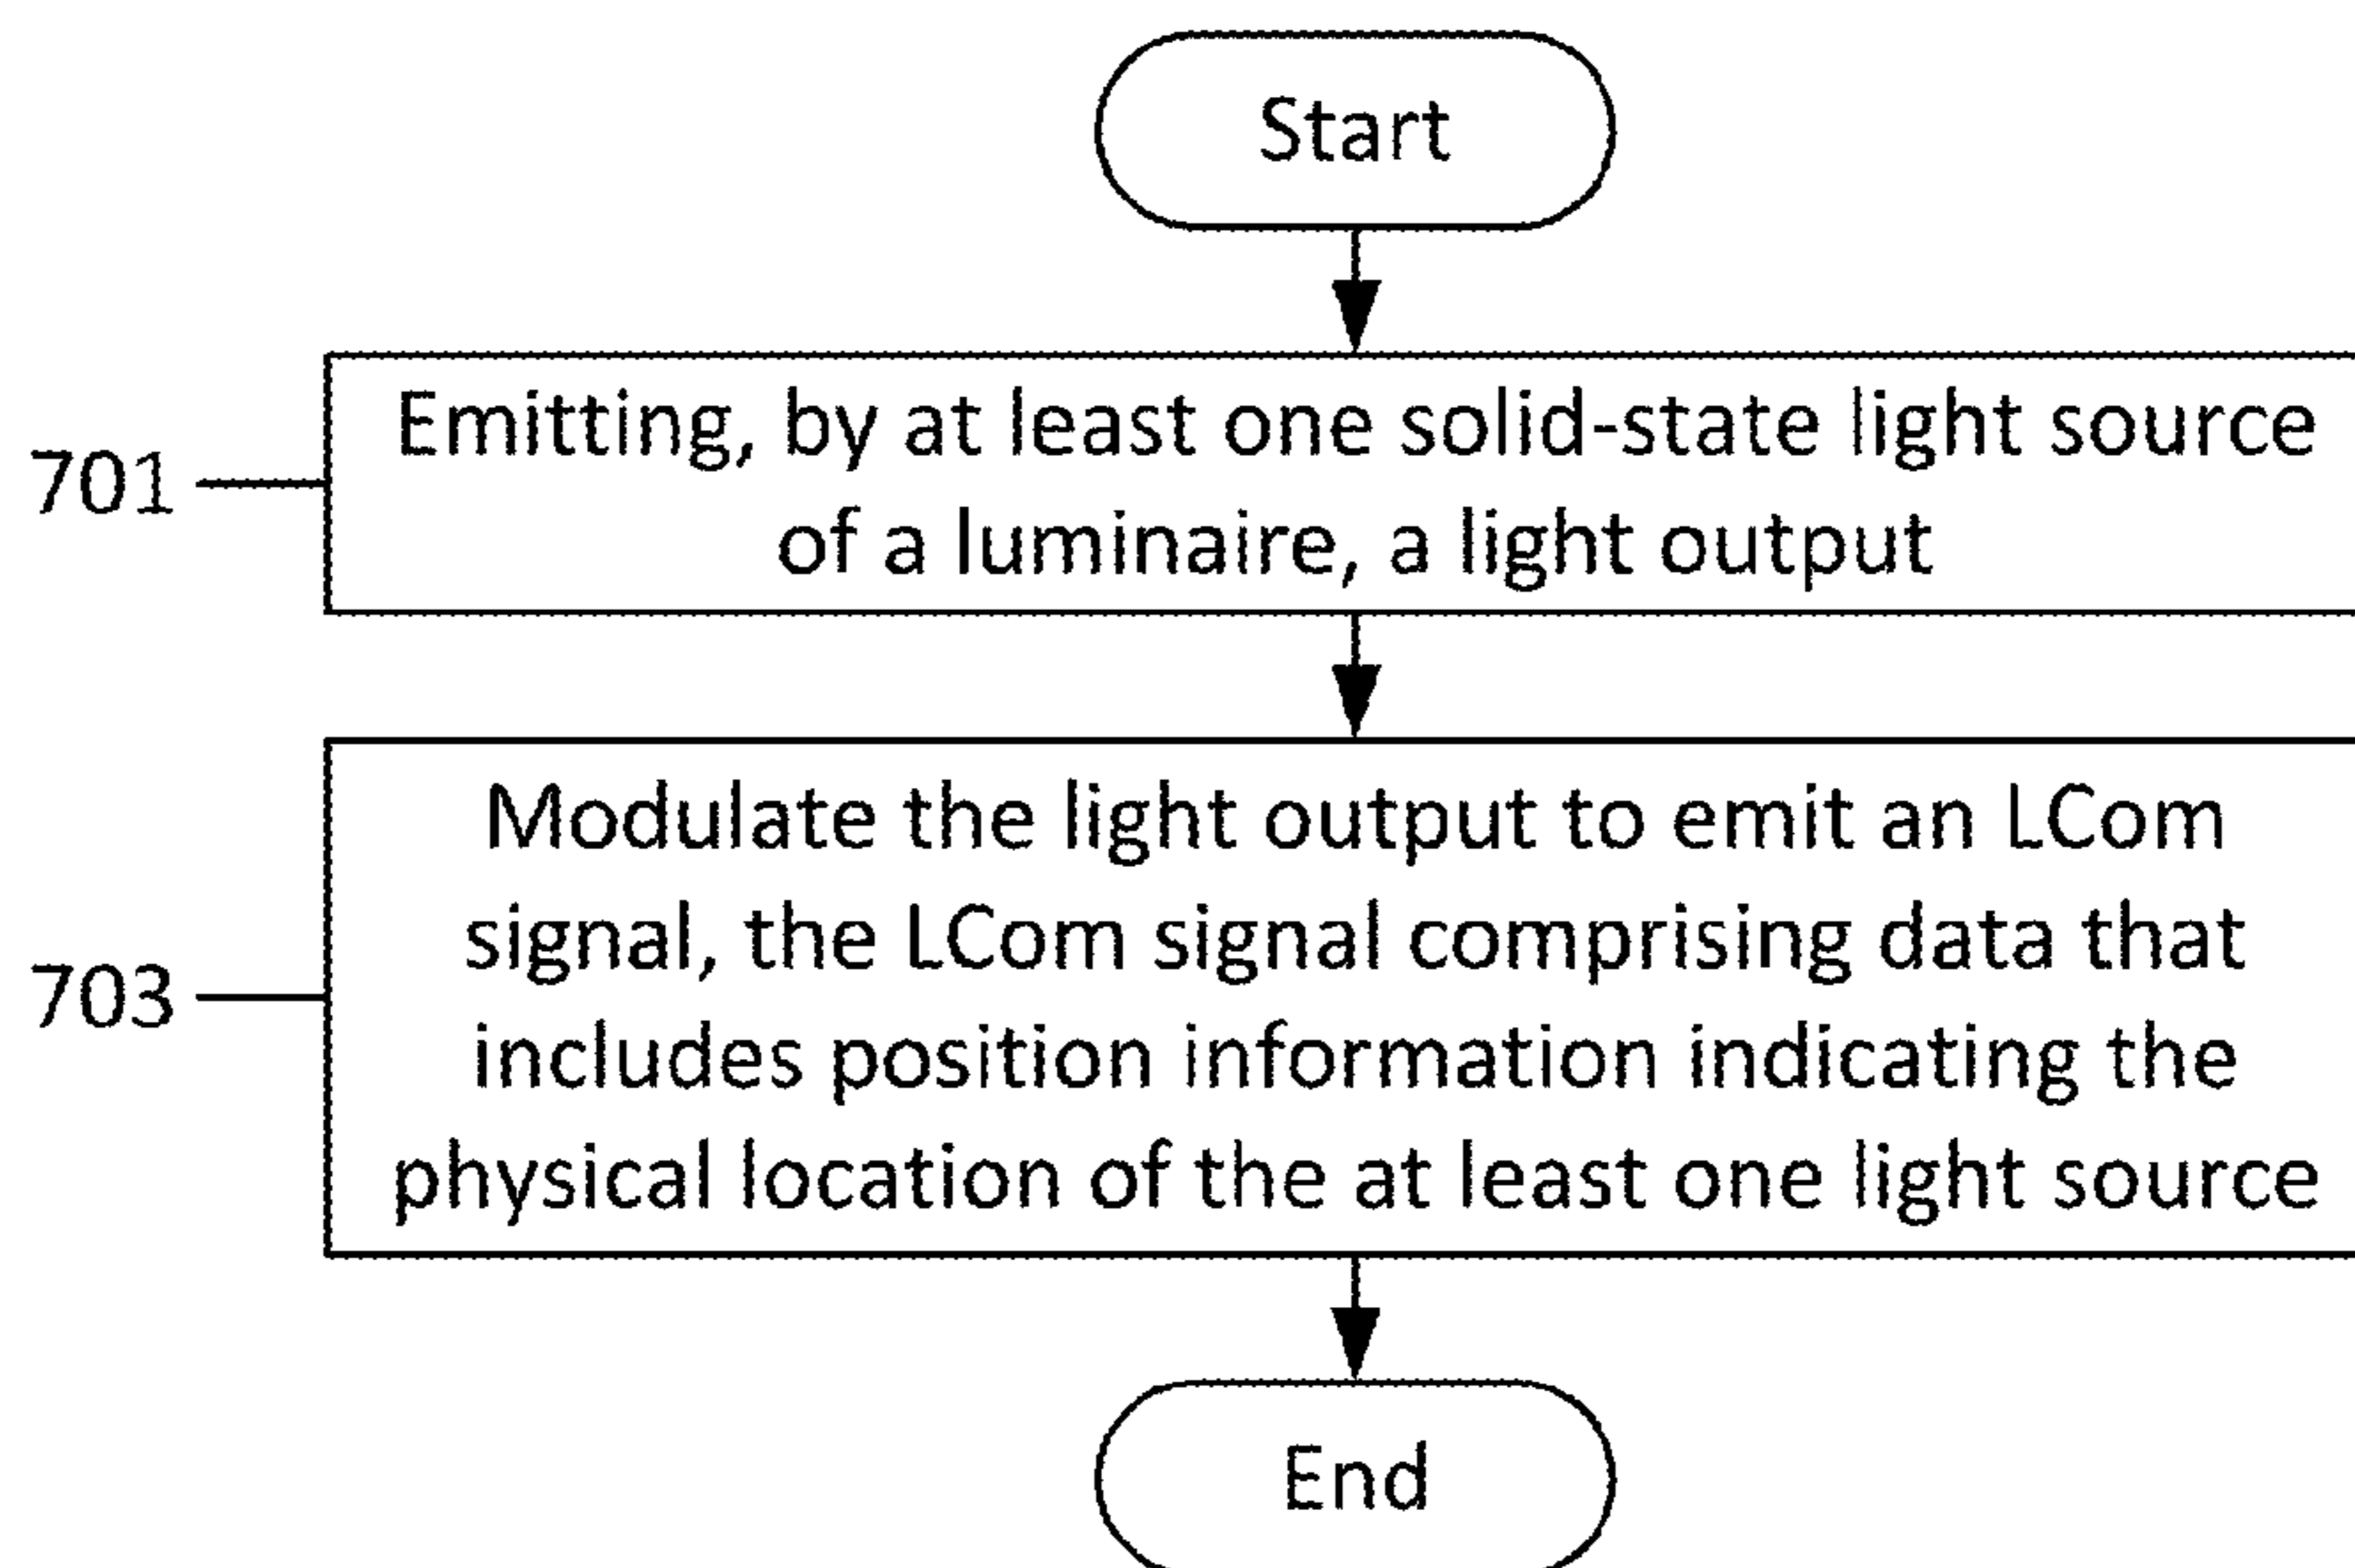 Start
701
Emitting, by at least one solid-state light source
of a luminaire, a light output
703
Modulate the light output to emit an LCom
signal, the LCom signal comprising data that
includes position information indicating the
physical location of the at least one light source
End